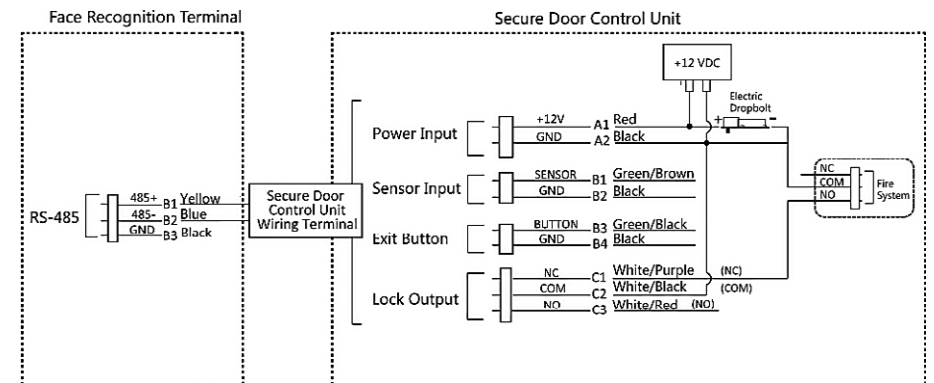 Face Recognition Terminal
Secure Door Control Unit
+12 VDC
Electric
Dropbolt
+ -
Power Input
+12V A1 Red
GND A2 Black
Sensor Input
SENSOR B1 Green/Brown
GND B2 Black
Exit Button
BUTTON B3 Green/Black
GND B4 Black
Lock Output
NC C1 White/Purple (NC)
COM C2 White/Black (COM)
NO C3 White/Red (NO)
NC
COM
NO
Fire
System
RS-485
485+ B1 Yellow
485- B2 Blue
GND B3 Black
Secure Door
Control Unit
Wiring Terminal